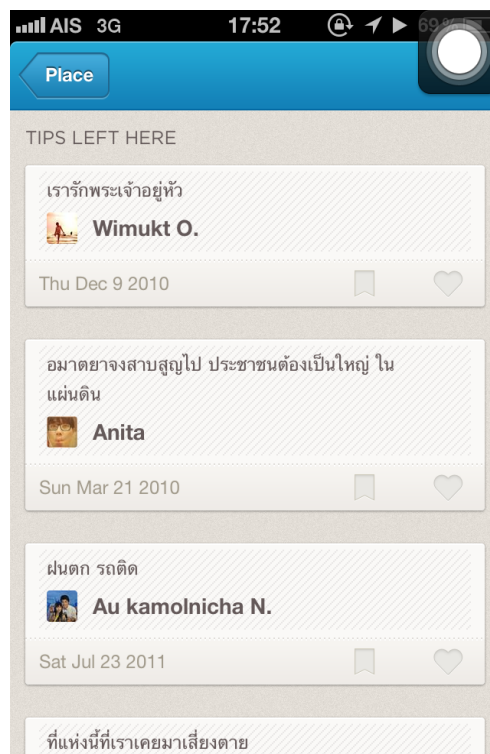 AIS 3G 17:52 69%
Place
TIPS LEFT HERE
เรารักพระเจ้าอยู่หัว
Wimukt O.
Thu Dec 9 2010
อมาตยาจงสาบสูญไป ประชาชนต้องเป็นใหญ่ ใน
แผ่นดิน
Anita
Sun Mar 21 2010
ฝนตก รถติด
Au kamolnicha N.
Sat Jul 23 2011
ที่แห่งนี้ที่เราเคยมาเสี่ยงตาย